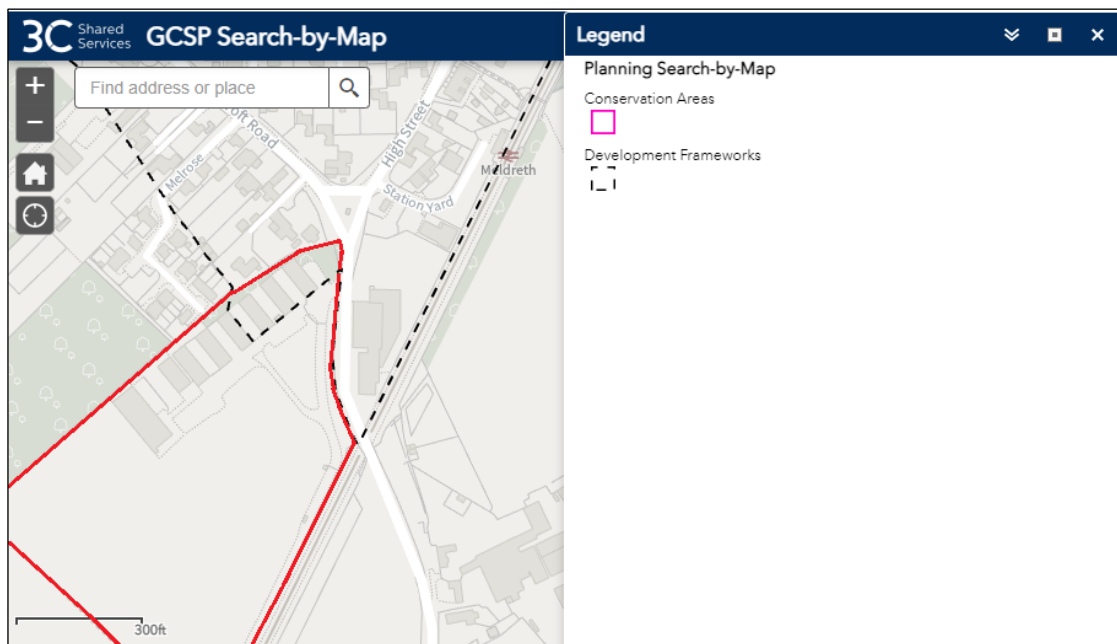 3C Shared Services GCSP Search-by-Map
Legend
Planning Search-by-Map
Conservation Areas
Development Frameworks
+
Find address or place
−
oft Road
High Street
Melrose
Meldreth
Station Yard
300ft